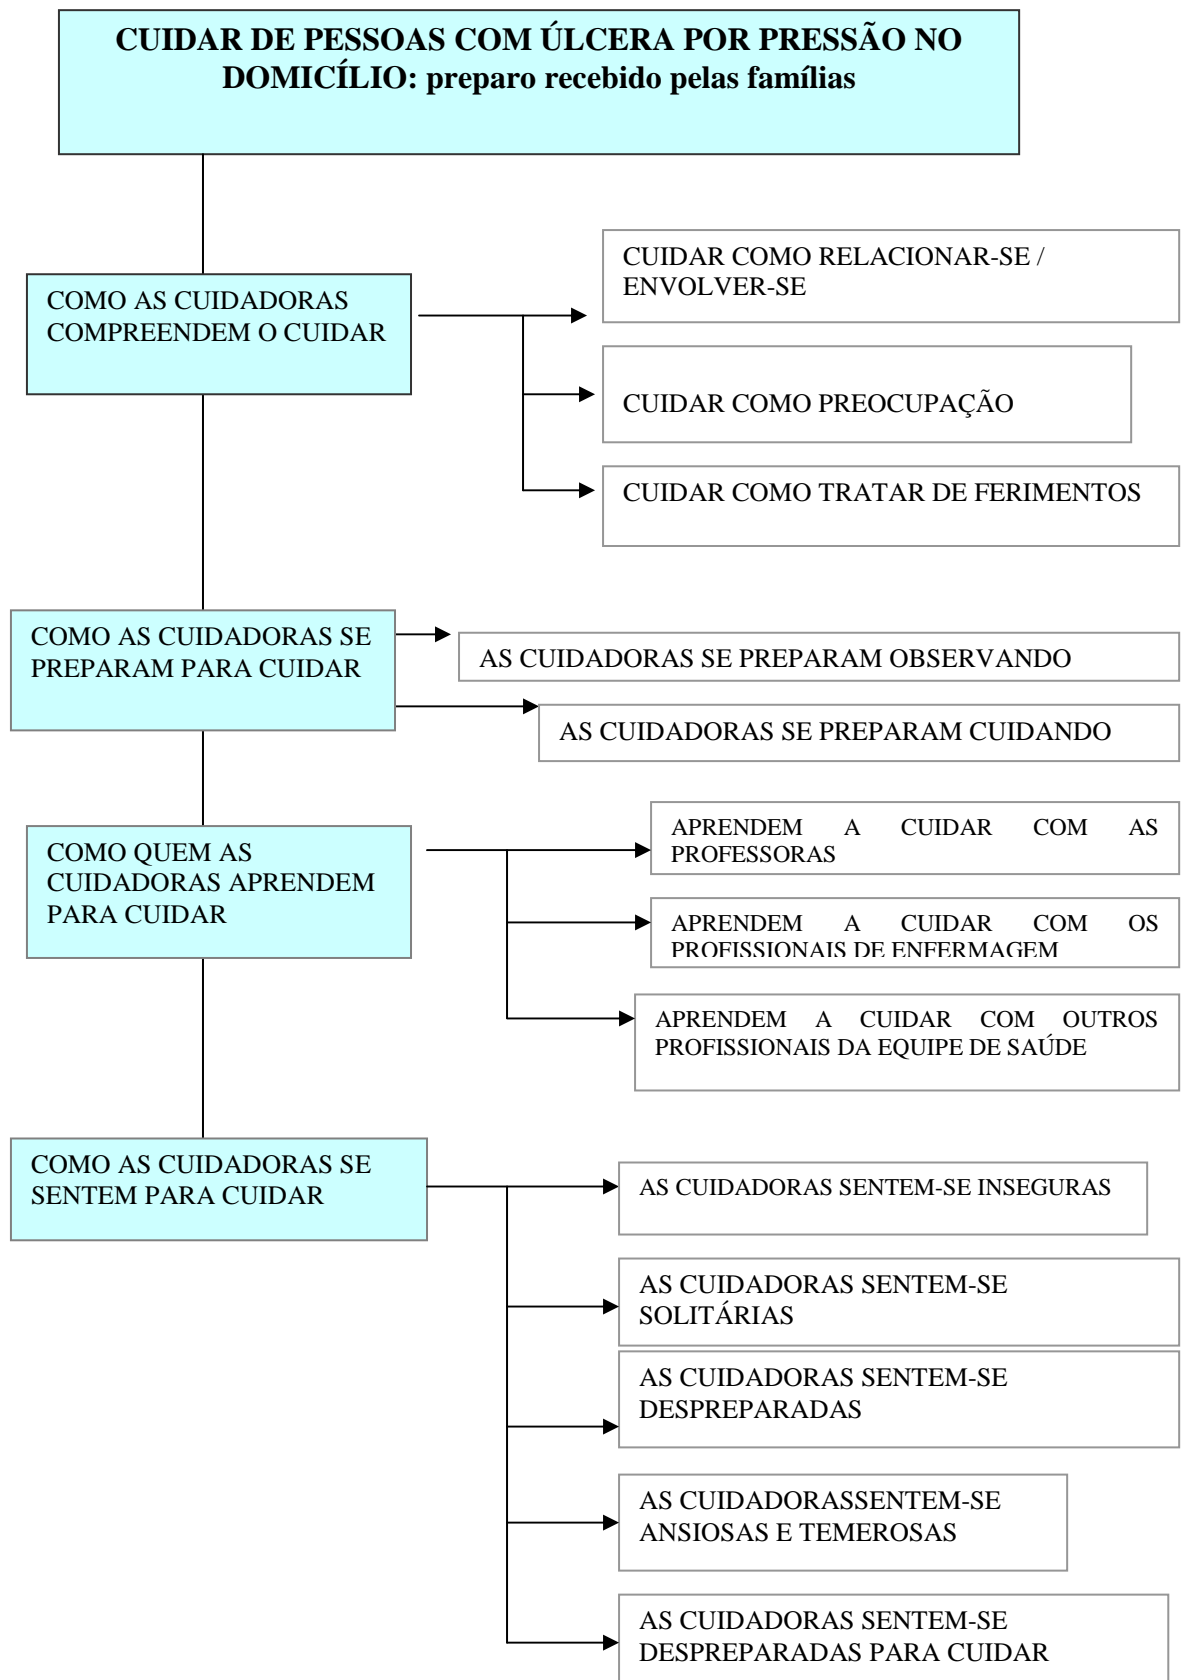 CUIDAR DE PESSOAS COM ÚLCERA POR PRESSÃO NO
DOMICÍLIO: preparo recebido pelas famílias
COMO AS CUIDADORAS
COMPREENDEM O CUIDAR
CUIDAR COMO RELACIONAR-SE /
ENVOLVER-SE
CUIDAR COMO PREOCUPAÇÃO
CUIDAR COMO TRATAR DE FERIMENTOS
COMO AS CUIDADORAS SE
PREPARAM PARA CUIDAR
AS CUIDADORAS SE PREPARAM OBSERVANDO
AS CUIDADORAS SE PREPARAM CUIDANDO
COMO QUEM AS
CUIDADORAS APRENDEM
PARA CUIDAR
APRENDEM A CUIDAR COM AS
PROFESSORAS
APRENDEM A CUIDAR COM OS
PROFISSIONAIS DE ENFERMAGEM
APRENDEM A CUIDAR COM OUTROS
PROFISSIONAIS DA EQUIPE DE SAÚDE
COMO AS CUIDADORAS SE
SENTEM PARA CUIDAR
AS CUIDADORAS SENTEM-SE INSEGURAS
AS CUIDADORAS SENTEM-SE
SOLITÁRIAS
AS CUIDADORAS SENTEM-SE
DESPREPARADAS
AS CUIDADORASSENTEM-SE
ANSIOSAS E TEMEROSAS
AS CUIDADORAS SENTEM-SE
DESPREPARADAS PARA CUIDAR